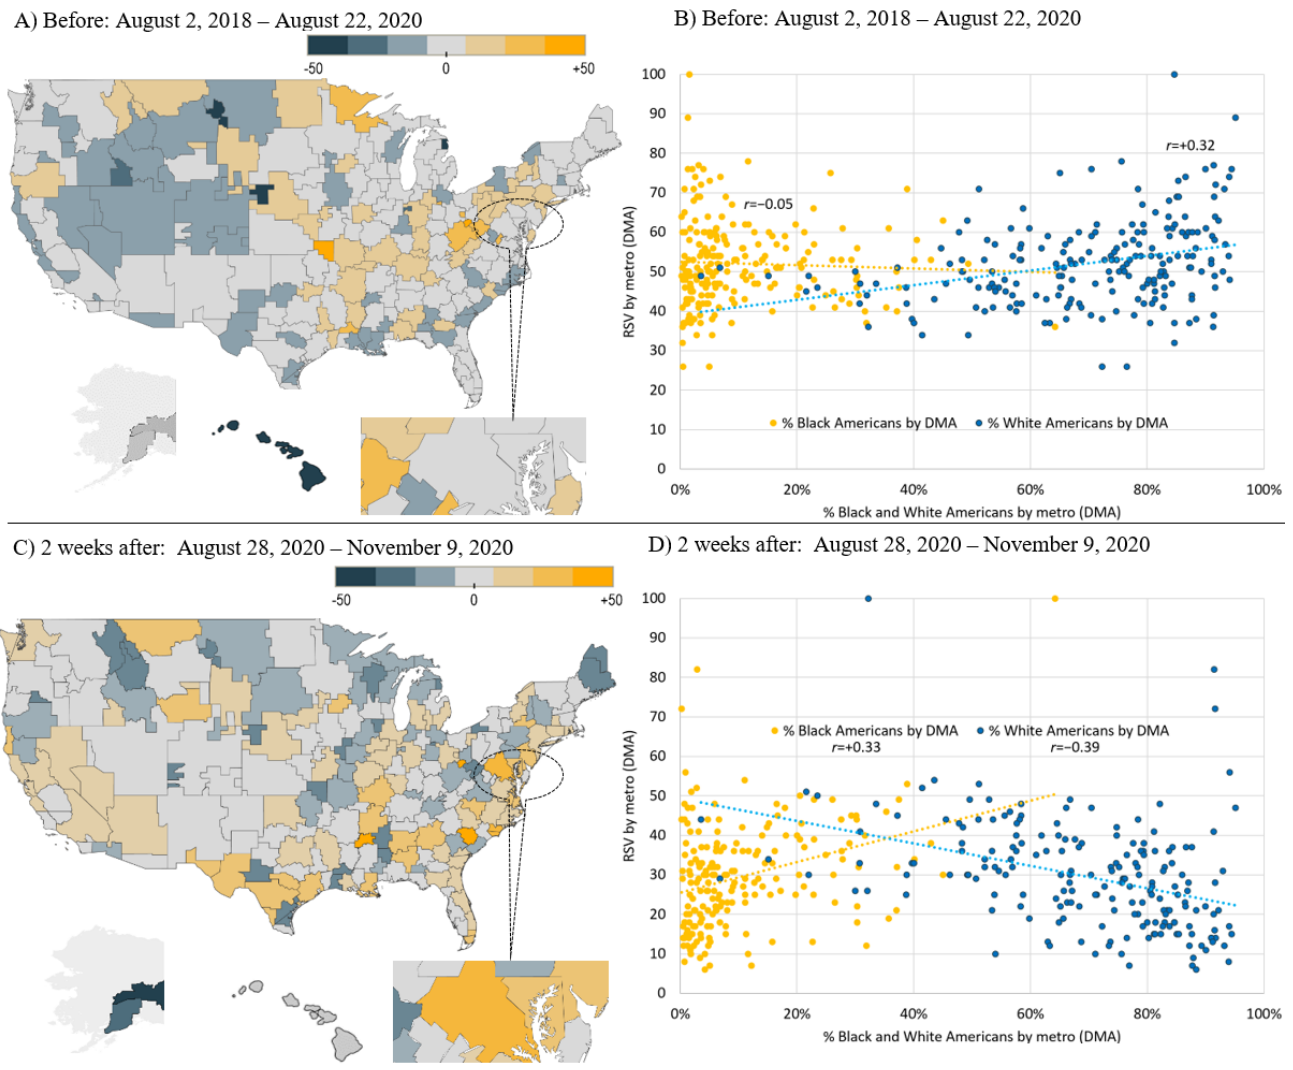 A) Before: August 2, 2018 – August 22, 2020
-50 0 +50
B) Before: August 2, 2018 – August 22, 2020
RSV by metro (DMA)
100
90
80
70
60
50
40
30
20
10
0
r=+0.32
r=−0.05
% Black Americans by DMA % White Americans by DMA
0% 20% 40% 60% 80% 100%
% Black and White Americans by metro (DMA)
C) 2 weeks after: August 28, 2020 – November 9, 2020
-50 0 +50
D) 2 weeks after: August 28, 2020 – November 9, 2020
RSV by metro (DMA)
100
90
80
70
60
50
40
30
20
10
0
% Black Americans by DMA % White Americans by DMA
r=+0.33 r=−0.39
0% 20% 40% 60% 80% 100%
% Black and White Americans by metro (DMA)